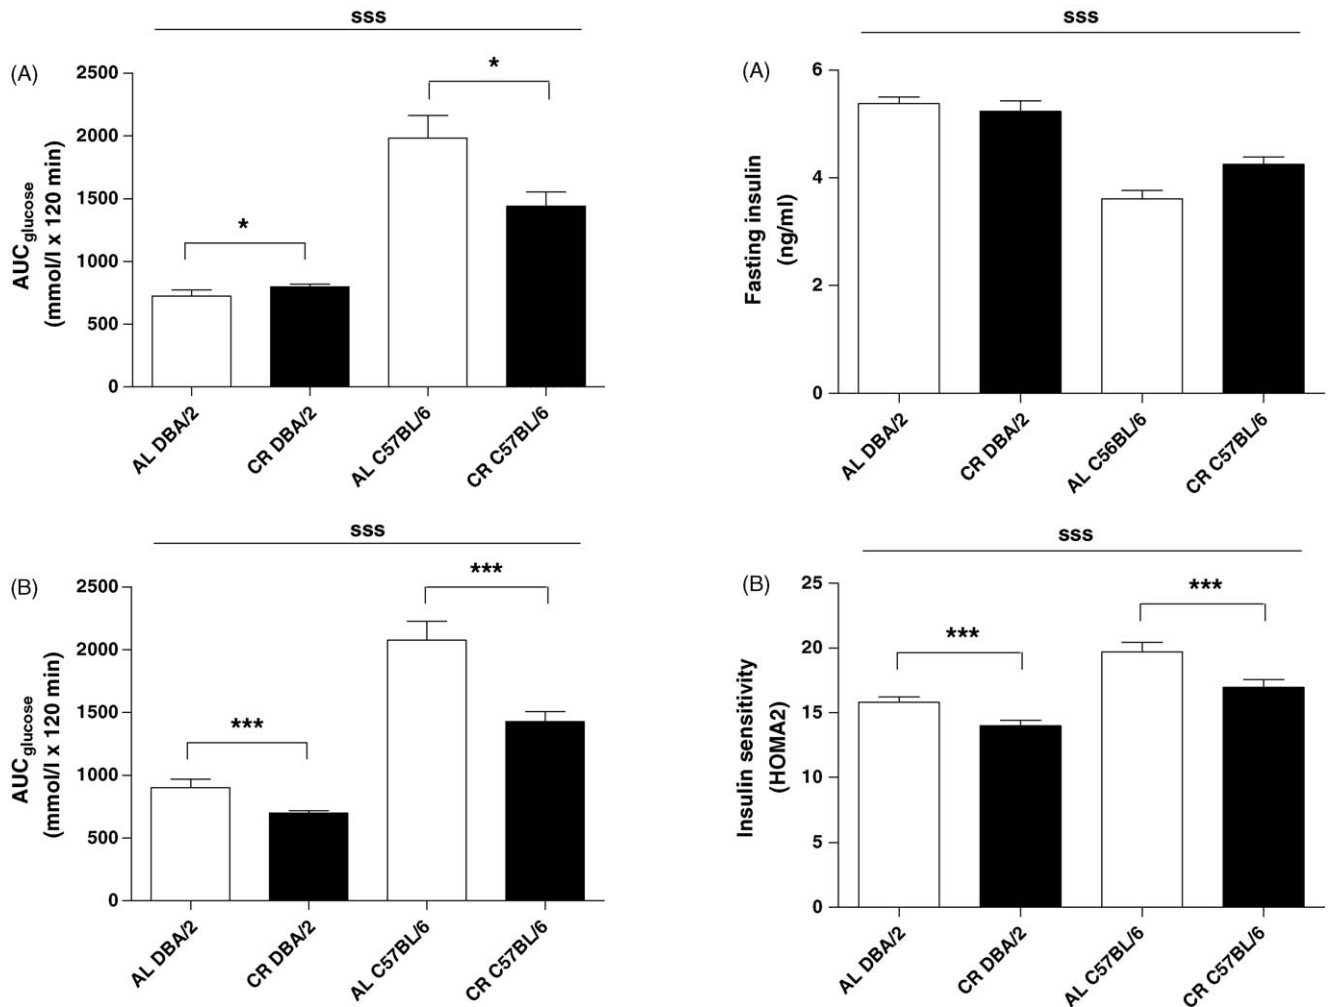 sss
(A)
2500
2000
1500
1000
500
0
AUCglucose
(mmol/l x 120 min)
*
*
AL DBA/2
CR DBA/2
AL C57BL/6
CR C57BL/6
sss
(A)
6
4
2
0
Fasting insulin
(ng/ml)
AL DBA/2
CR DBA/2
AL C56BL/6
CR C57BL/6
sss
(B)
2500
2000
1500
1000
500
0
AUCglucose
(mmol/l x 120 min)
***
***
AL DBA/2
CR DBA/2
AL C57BL/6
CR C57BL/6
sss
(B)
25
20
15
10
5
0
Insulin sensitivity
(HOMA2)
***
***
AL DBA/2
CR DBA/2
AL C57BL/6
CR C57BL/6